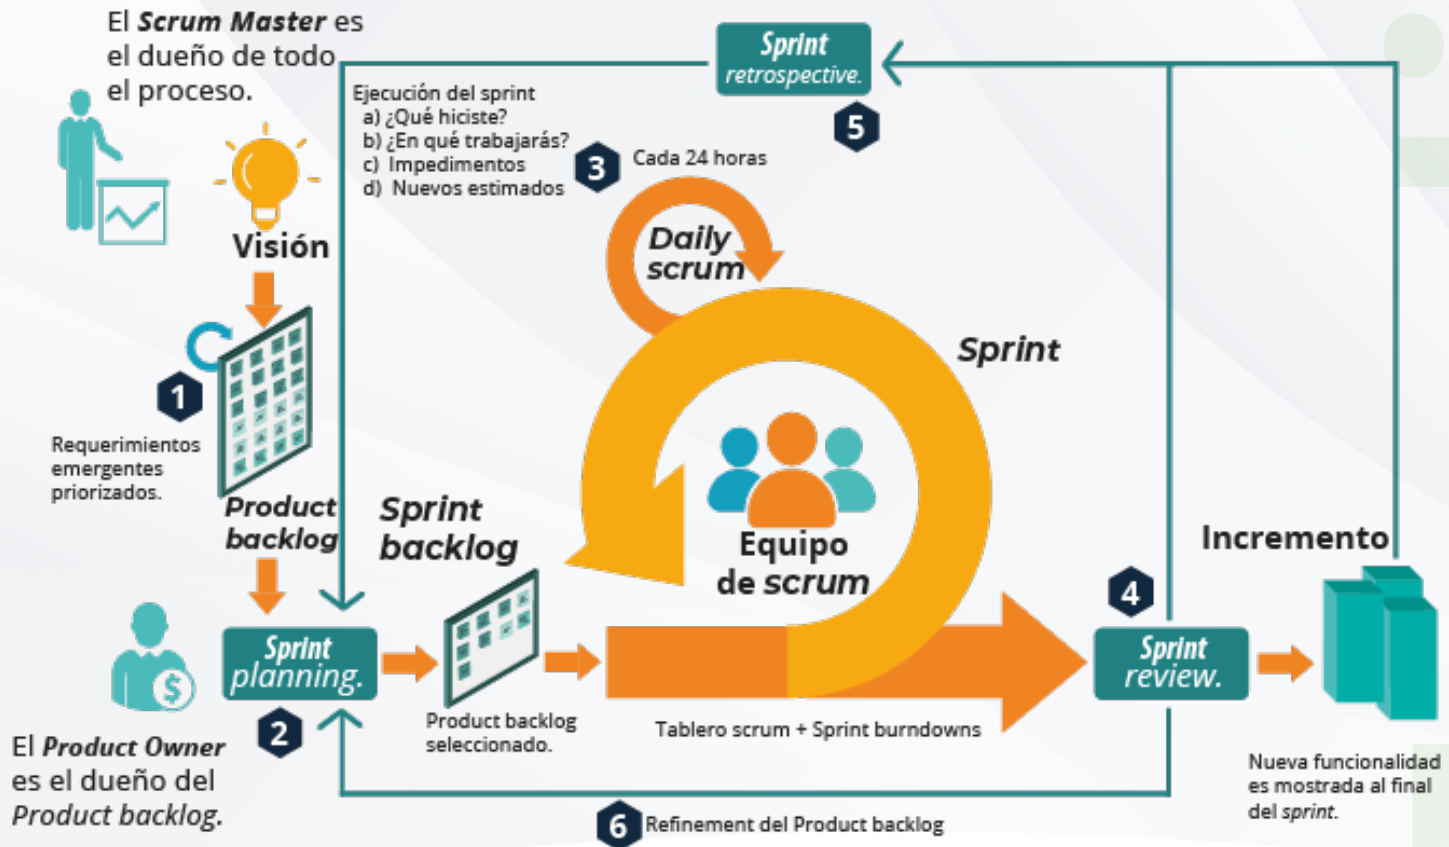 El Scrum Master es
el dueño de todo
el proceso.
Visión
1
Requerimientos
emergentes
priorizados.
Product
backlog
El Product Owner
es el dueño del
Product backlog.
Sprint
planning.
2
Ejecución del sprint
a) ¿Qué hiciste?
b) ¿En qué trabajarás?
c) Impedimentos
d) Nuevos estimados
3
Cada 24 horas
Daily
scrum
Sprint
Sprint
backlog
Product backlog
seleccionado.
Equipo
de scrum
Tablero scrum + Sprint burndowns
4
Sprint
review.
Incremento
Nueva funcionalidad
es mostrada al final
del sprint.
Sprint
retrospective.
5
6
Refinement del Product backlog
$